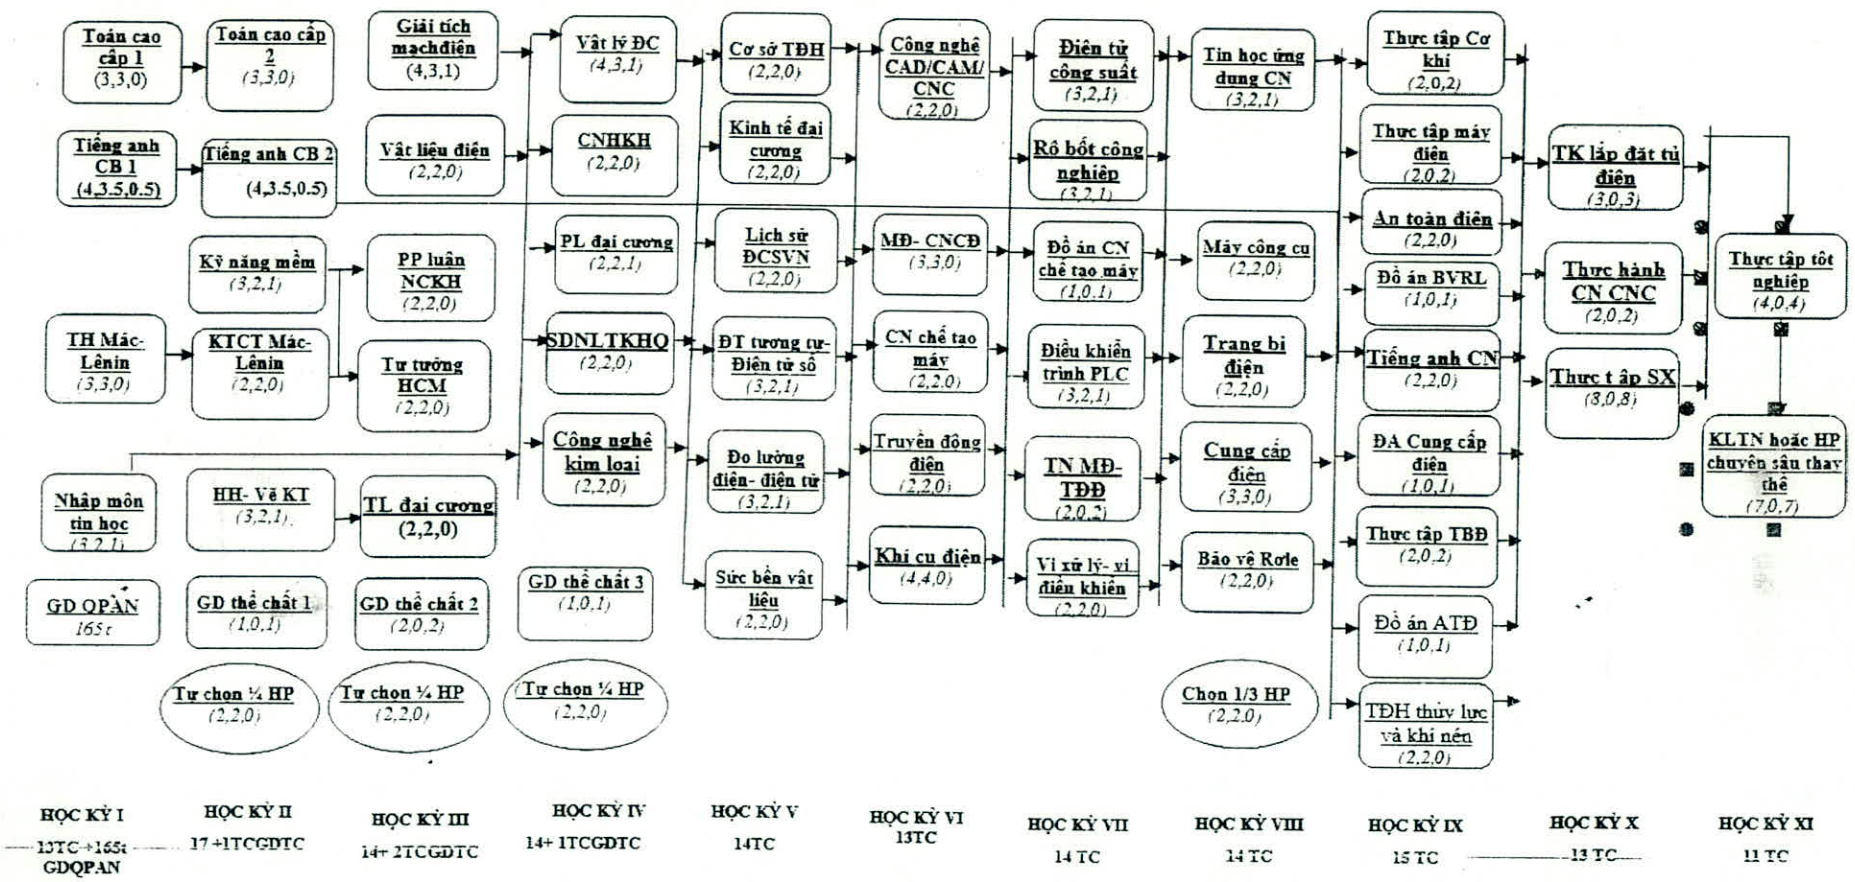 Toán cao
cấp 1
(3,3,0)
Tiếng anh
CB 1
(4,3.5,0.5)
TH Mác-
Lênin
(3,3,0)
Nhập môn
tin học
(3,2,1)
GD QPAN
165t
Toán cao cấp
2
(3,3,0)
Tiếng anh CB 2
(4,3.5,0.5)
Kỹ năng mềm
(3,2,1)
KTCT Mác-
Lênin
(2,2,0)
HH- Vẽ KT
(3,2,1)
GD thể chất 1
(1,0,1)
Tự chọn ¼ HP
(2,2,0)
Giải tích
mạch điện
(4,3,1)
Vật liệu điện
(2,2,0)
PP luận
NCKH
(2,2,0)
Tư tưởng
HCM
(2,2,0)
TL đại cương
(2,2,0)
GD thể chất 2
(2,0,2)
Tự chọn ¼ HP
(2,2,0)
Vật lý ĐC
(4,3,1)
CNHKH
(2,2,0)
PL đại cương
(2,2,1)
SDNLTKHQ
(2,2,0)
Công nghệ
kim loại
(2,2,0)
GD thể chất 3
(1,0,1)
Tự chọn ¼ HP
(2,2,0)
Cơ sở TĐH
(2,2,0)
Kinh tế đại
cương
(2,2,0)
Lịch sử
ĐCSVN
(2,2,0)
ĐT tương tự-
Điện tử số
(3,2,1)
Đo lường
điện- điện tử
(3,2,1)
Sức bền vật
liệu
(2,2,0)
Công nghệ
CAD/CAM/
CNC
(2,2,0)
MĐ- CNCĐ
(3,3,0)
CN chế tạo
máy
(2,2,0)
Truyền động
điện
(2,2,0)
Khí cụ điện
(4,4,0)
Điện tử
công suất
(3,2,1)
Rô bốt công
nghiệp
(3,2,1)
Đồ án CN
chế tạo máy
(1,0,1)
Điều khiển
trình PLC
(3,2,1)
TN MĐ-
TĐĐ
(2,0,2)
Vi xử lý- vi
điều khiển
(2,2,0)
Tin học ứng
dụng CN
(3,2,1)
Máy công cụ
(2,2,0)
Trang bị
điện
(2,2,0)
Cung cấp
điện
(3,3,0)
Bảo vệ Rơle
(2,2,0)
Chọn 1/3 HP
(2,2,0)
Thực tập Cơ
khí
(2,0,2)
Thực tập máy
điện
(2,0,2)
An toàn điện
(2,2,0)
Đồ án BVRL
(1,0,1)
Tiếng anh CN
(2,2,0)
ĐA Cung cấp
điện
(1,0,1)
Thực tập TBĐ
(2,0,2)
Đồ án ATĐ
(1,0,1)
TĐH thủy lực
và khí nén
(2,2,0)
TK lắp đặt tủ
điện
(3,0,3)
Thực hành
CN CNC
(2,0,2)
Thực t ập SX
(8,0,8)
Thực tập tốt
nghiệp
(4,0,4)
KLTN hoặc HP
chuyên sâu thay
thế
(7,0,7)
HỌC KỲ I
13TC+165t
GDQPAN
HỌC KỲ II
17 +1TCGDTC
HỌC KỲ III
14+ 2TCGDTC
HỌC KỲ IV
14+ 1TCGDTC
HỌC KỲ V
14TC
HỌC KỲ VI
13TC
HỌC KỲ VII
14 TC
HỌC KỲ VIII
14 TC
HỌC KỲ IX
15 TC
HỌC KỲ X
13 TC
HỌC KỲ XI
11 TC